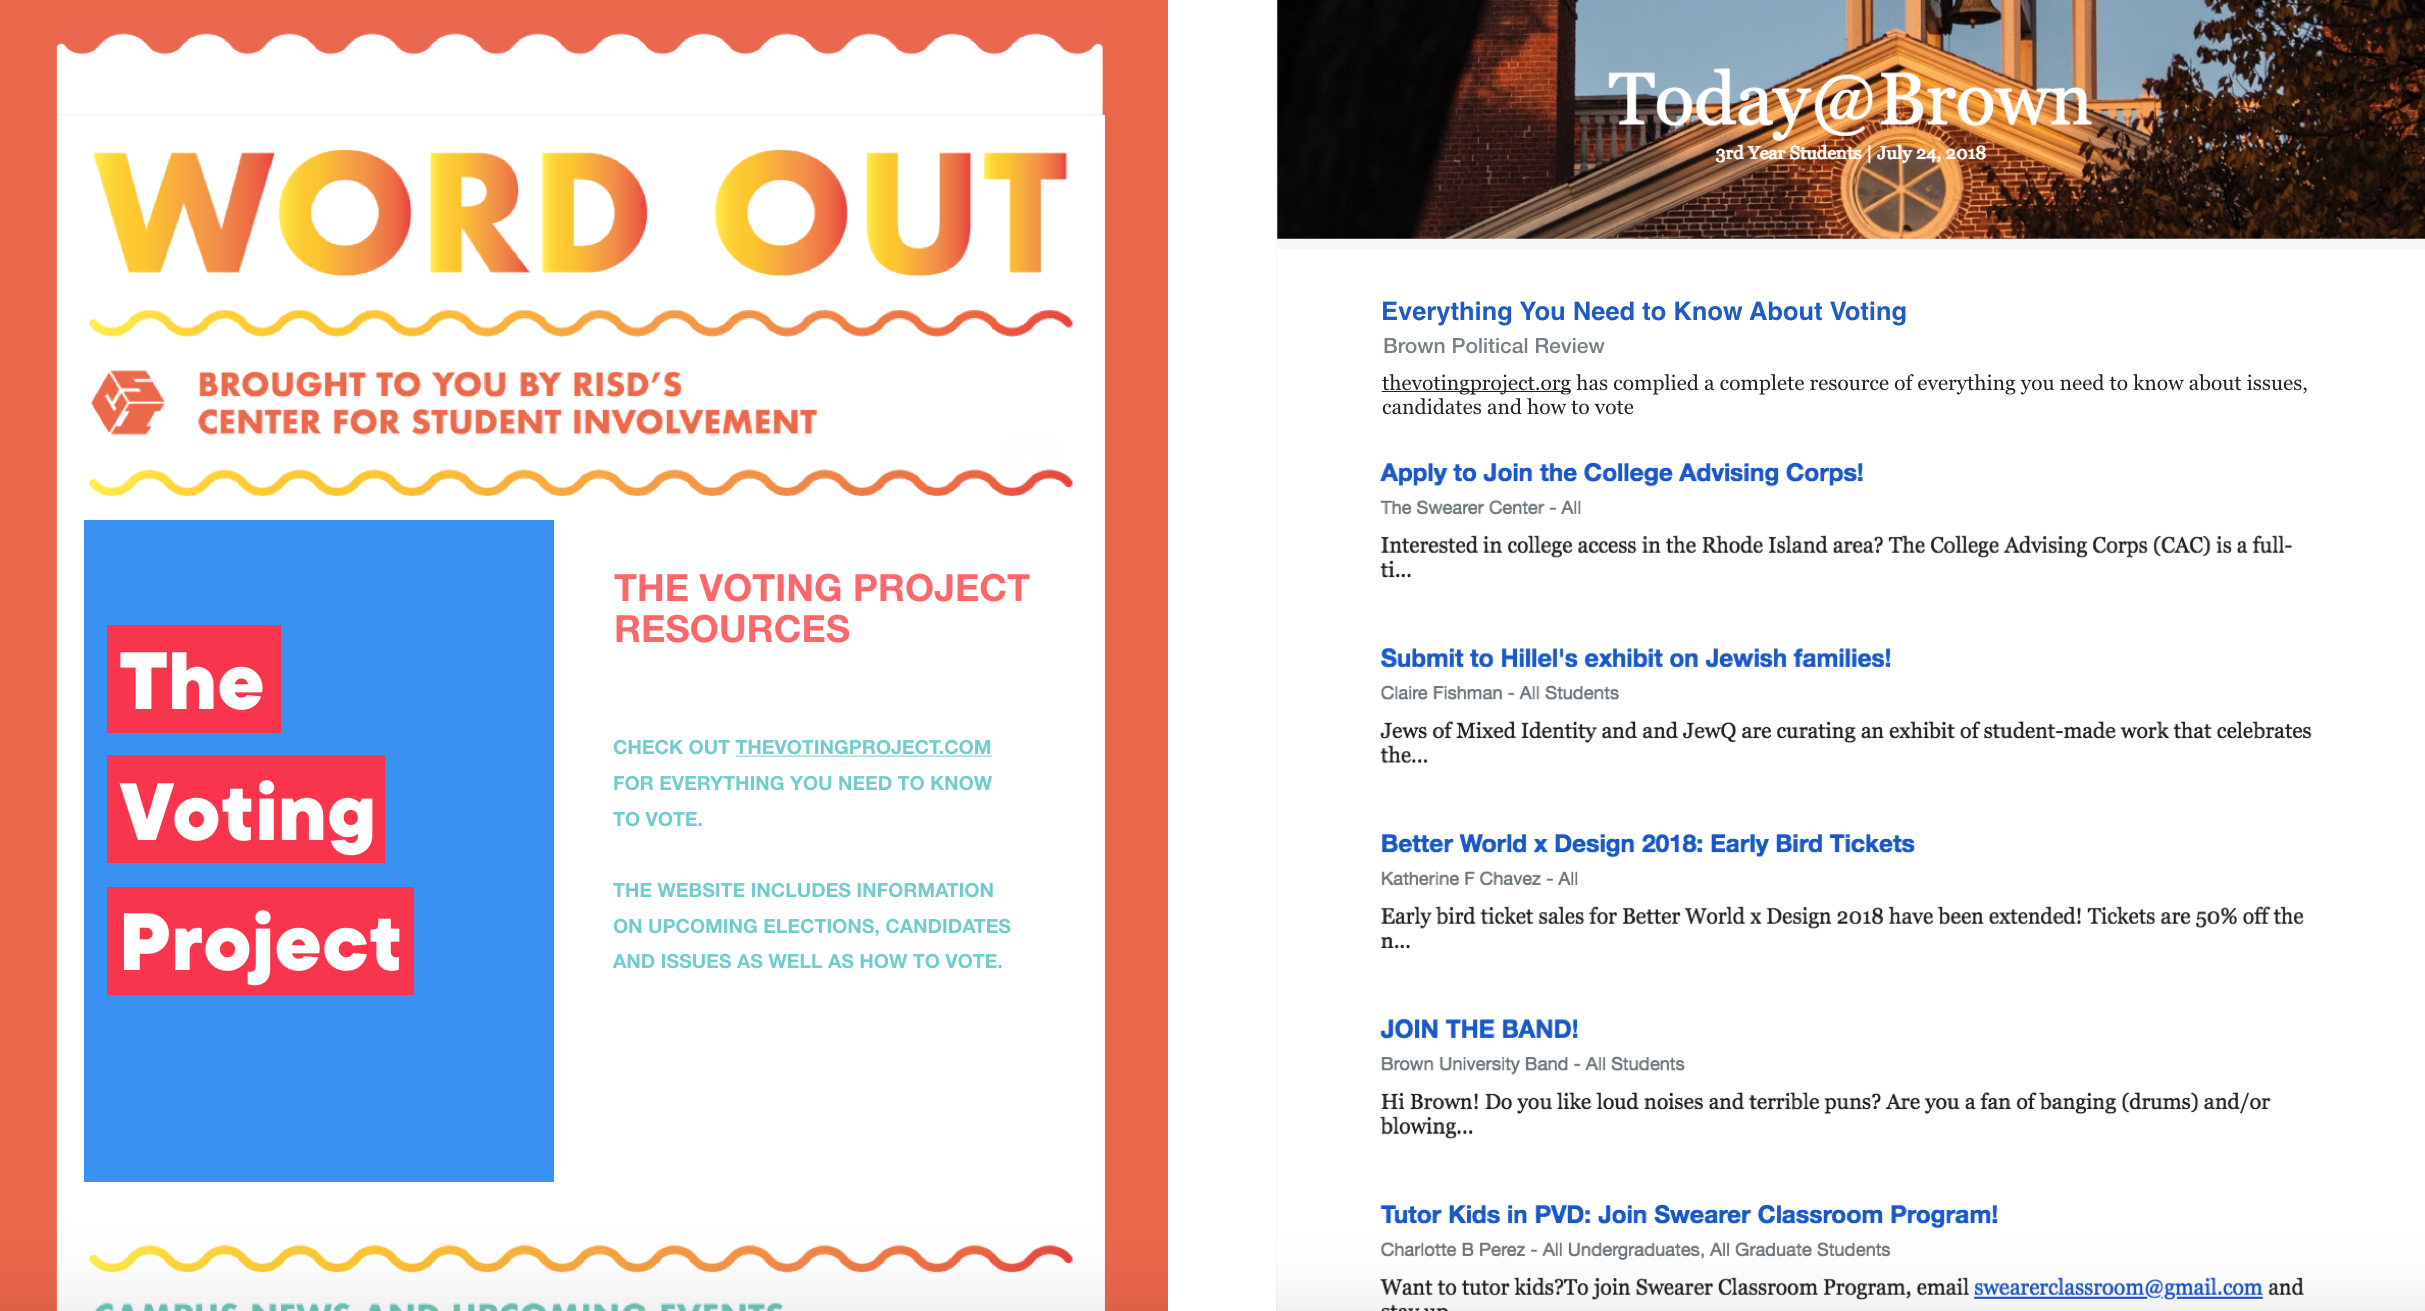 WORD OUT
BROUGHT TO YOU BY RISD'S
CENTER FOR STUDENT INVOLVEMENT
The
Voting
Project
THE VOTING PROJECT
RESOURCES
CHECK OUT THEVOTINGPROJECT.COM
FOR EVERYTHING YOU NEED TO KNOW
TO VOTE.
THE WEBSITE INCLUDES INFORMATION
ON UPCOMING ELECTIONS, CANDIDATES
AND ISSUES AS WELL AS HOW TO VOTE.
CAMPUS NEWS AND UPCOMING EVENTS
Today@Brown
3rd Year Students | July 24, 2018
Everything You Need to Know About Voting
Brown Political Review
thevotingproject.org has complied a complete resource of everything you need to know about issues,
candidates and how to vote
Apply to Join the College Advising Corps!
The Swearer Center - All
Interested in college access in the Rhode Island area? The College Advising Corps (CAC) is a full-
ti...
Submit to Hillel's exhibit on Jewish families!
Claire Fishman - All Students
Jews of Mixed Identity and and JewQ are curating an exhibit of student-made work that celebrates
the...
Better World x Design 2018: Early Bird Tickets
Katherine F Chavez - All
Early bird ticket sales for Better World x Design 2018 have been extended! Tickets are 50% off the
n...
JOIN THE BAND!
Brown University Band - All Students
Hi Brown! Do you like loud noises and terrible puns? Are you a fan of banging (drums) and/or
blowing...
Tutor Kids in PVD: Join Swearer Classroom Program!
Charlotte B Perez - All Undergraduates, All Graduate Students
Want to tutor kids?To join Swearer Classroom Program, email swearerclassroom@gmail.com and